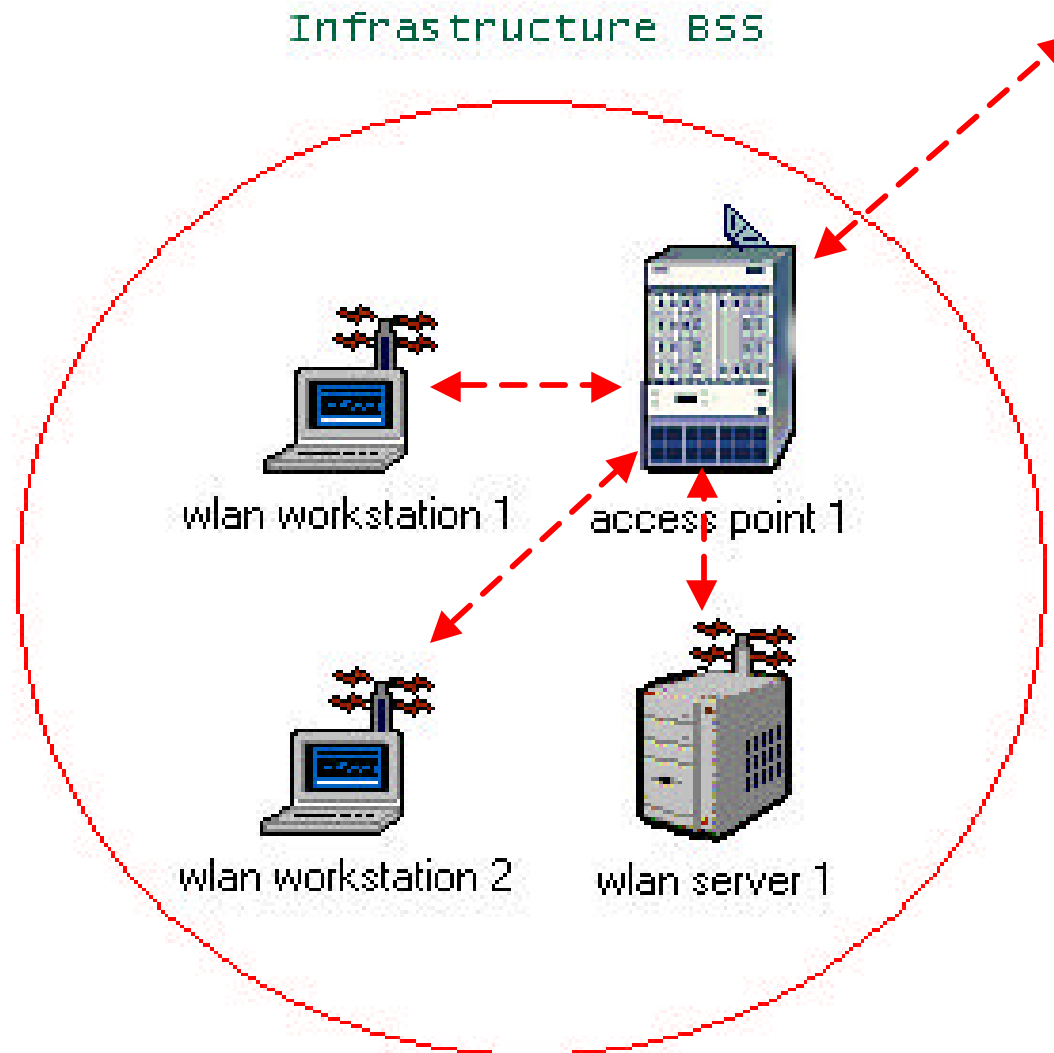 Infrastructure BSS
wlan workstation 1
access point 1
wlan workstation 2
wlan server 1